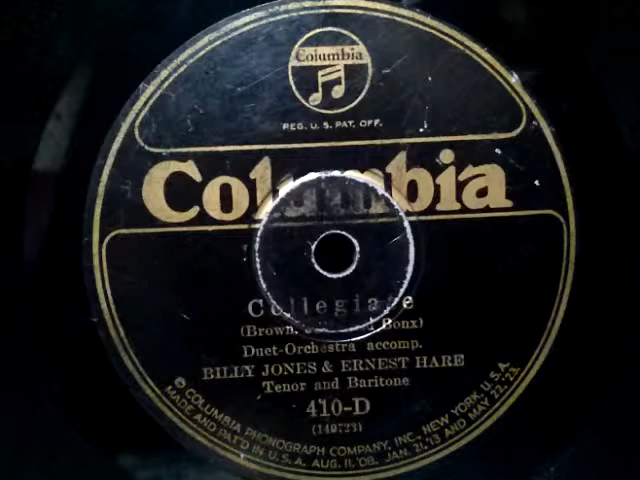 Columbia
REG. U.S. PAT. OFF.
Columbia
Collegiate
(Brown, and Bonx)
Duet-Orchestra accomp.
BILLY JONES & ERNEST HARE
Tenor and Baritone
410-D
(140723)
© COLUMBIA PHONOGRAPH COMPANY, INC., NEW YORK, U.S.A.
MADE AND PAT'D IN U.S.A. AUG. 11, '08. JAN. 21, '13 AND MAY 22, '23.